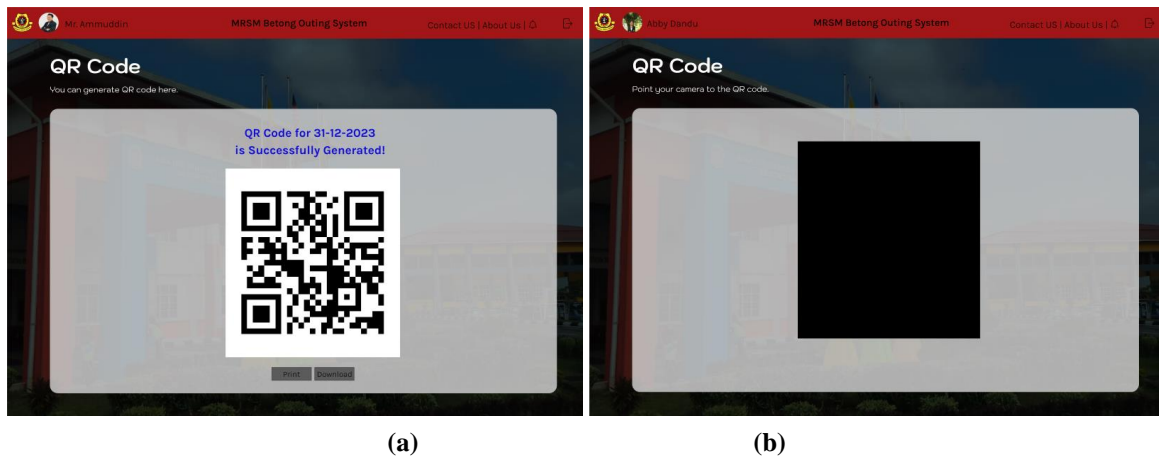 Mr. Ammuddin
MRSM Betong Outing System
Contact US | About Us |
QR Code
You can generate QR code here.
QR Code for 31-12-2023
is Successfully Generated!
Print Download
Abby Dandu
MRSM Betong Outing System
Contact US | About Us |
QR Code
Point your camera to the QR code.
(a) (b)